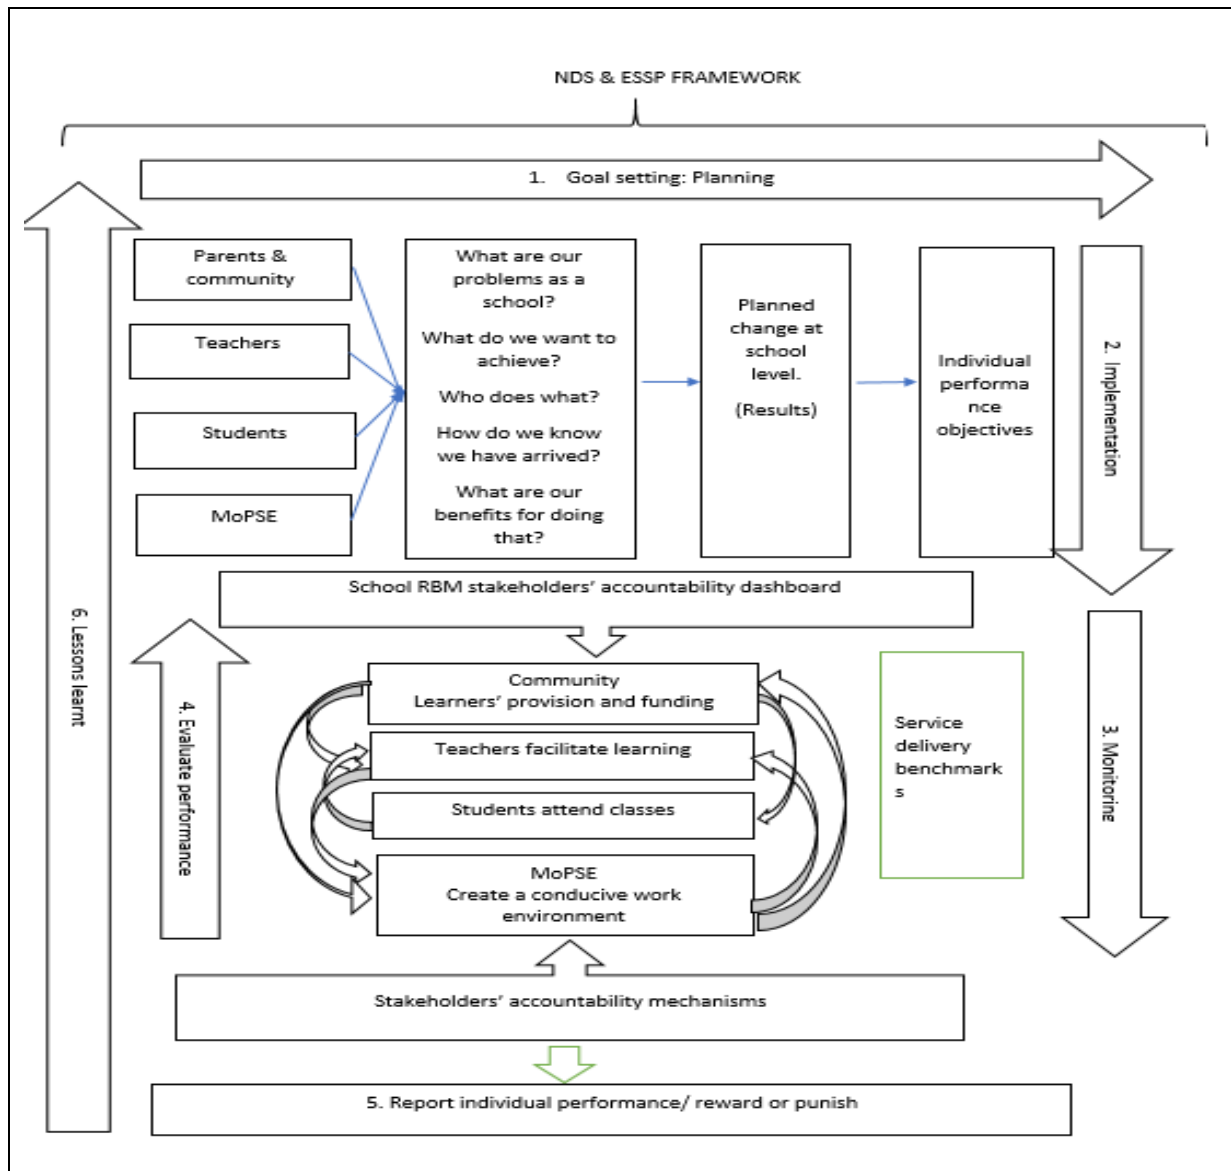 NDS & ESSP FRAMEWORK
1. Goal setting: Planning
Parents &
community
Teachers
Students
MoPSE
What are our
problems as a
school?
What do we want to
achieve?
Who does what?
How do we know
we have arrived?
What are our
benefits for doing
that?
Planned
change at
school
level.
(Results)
Individual
performa
nce
objectives
2. Implementation
School RBM stakeholders’ accountability dashboard
6. Lessons learnt
4. Evaluate performance
Community
Learners’ provision and funding
Teachers facilitate learning
Students attend classes
MoPSE
Create a conducive work
environment
Service
delivery
benchmark
s
3. Monitoring
Stakeholders’ accountability mechanisms
5. Report individual performance/ reward or punish